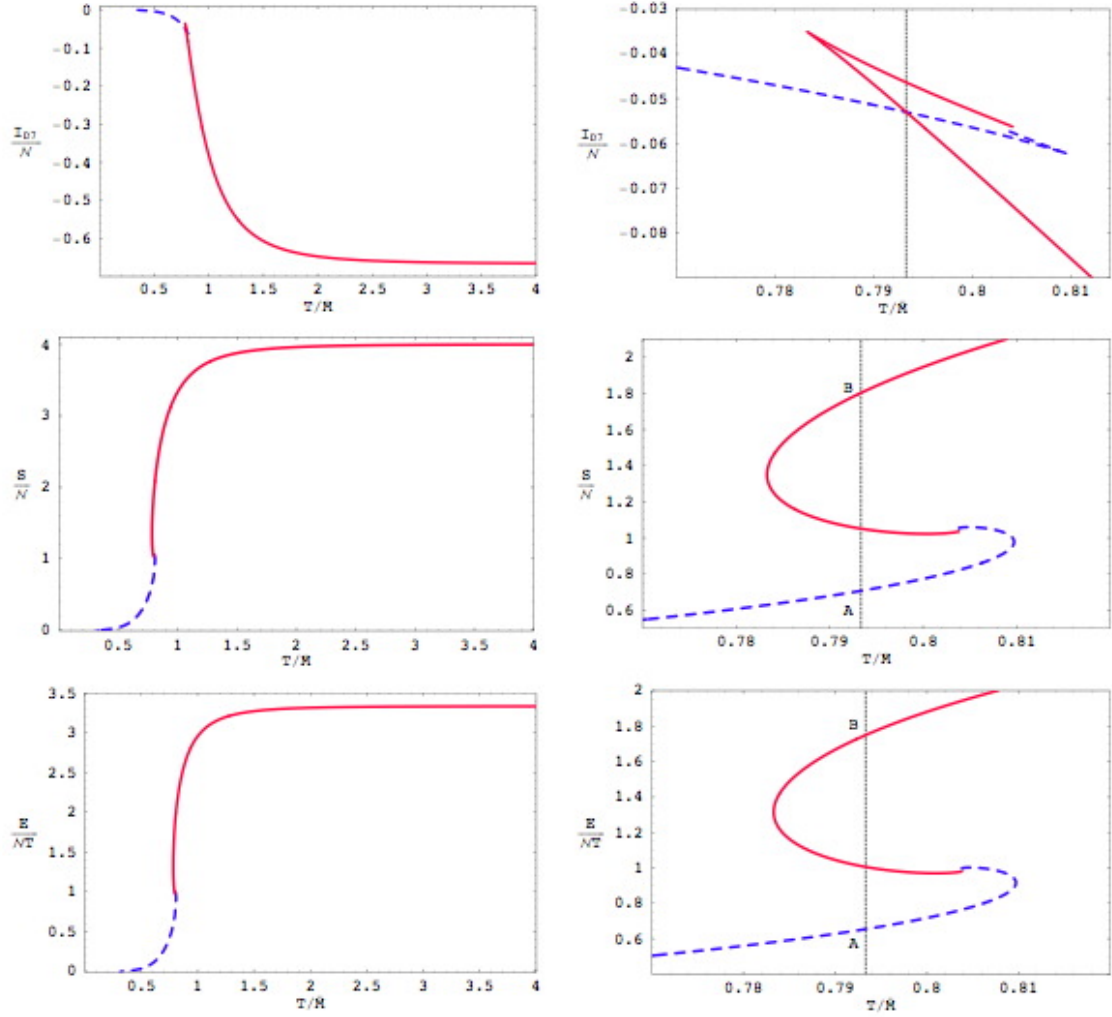 0
-0.1
-0.2
-0.3
-0.4
-0.5
-0.6
I_D7
N
0.5 1 1.5 2 2.5 3 3.5 4
T/M
-0.03
-0.04
-0.05
-0.06
-0.07
-0.08
I_D7
N
0.78 0.79 0.8 0.81
T/M
4
3
2
1
0
S
N
0.5 1 1.5 2 2.5 3 3.5 4
T/M
2
1.8
1.6
1.4
1.2
1
0.8
0.6
S
N
B
A
0.78 0.79 0.8 0.81
T/M
3.5
3
2.5
2
1.5
1
0.5
0
E
NT
0.5 1 1.5 2 2.5 3 3.5 4
T/M
2
1.8
1.6
1.4
1.2
1
0.8
0.6
E
NT
B
A
0.78 0.79 0.8 0.81
T/M